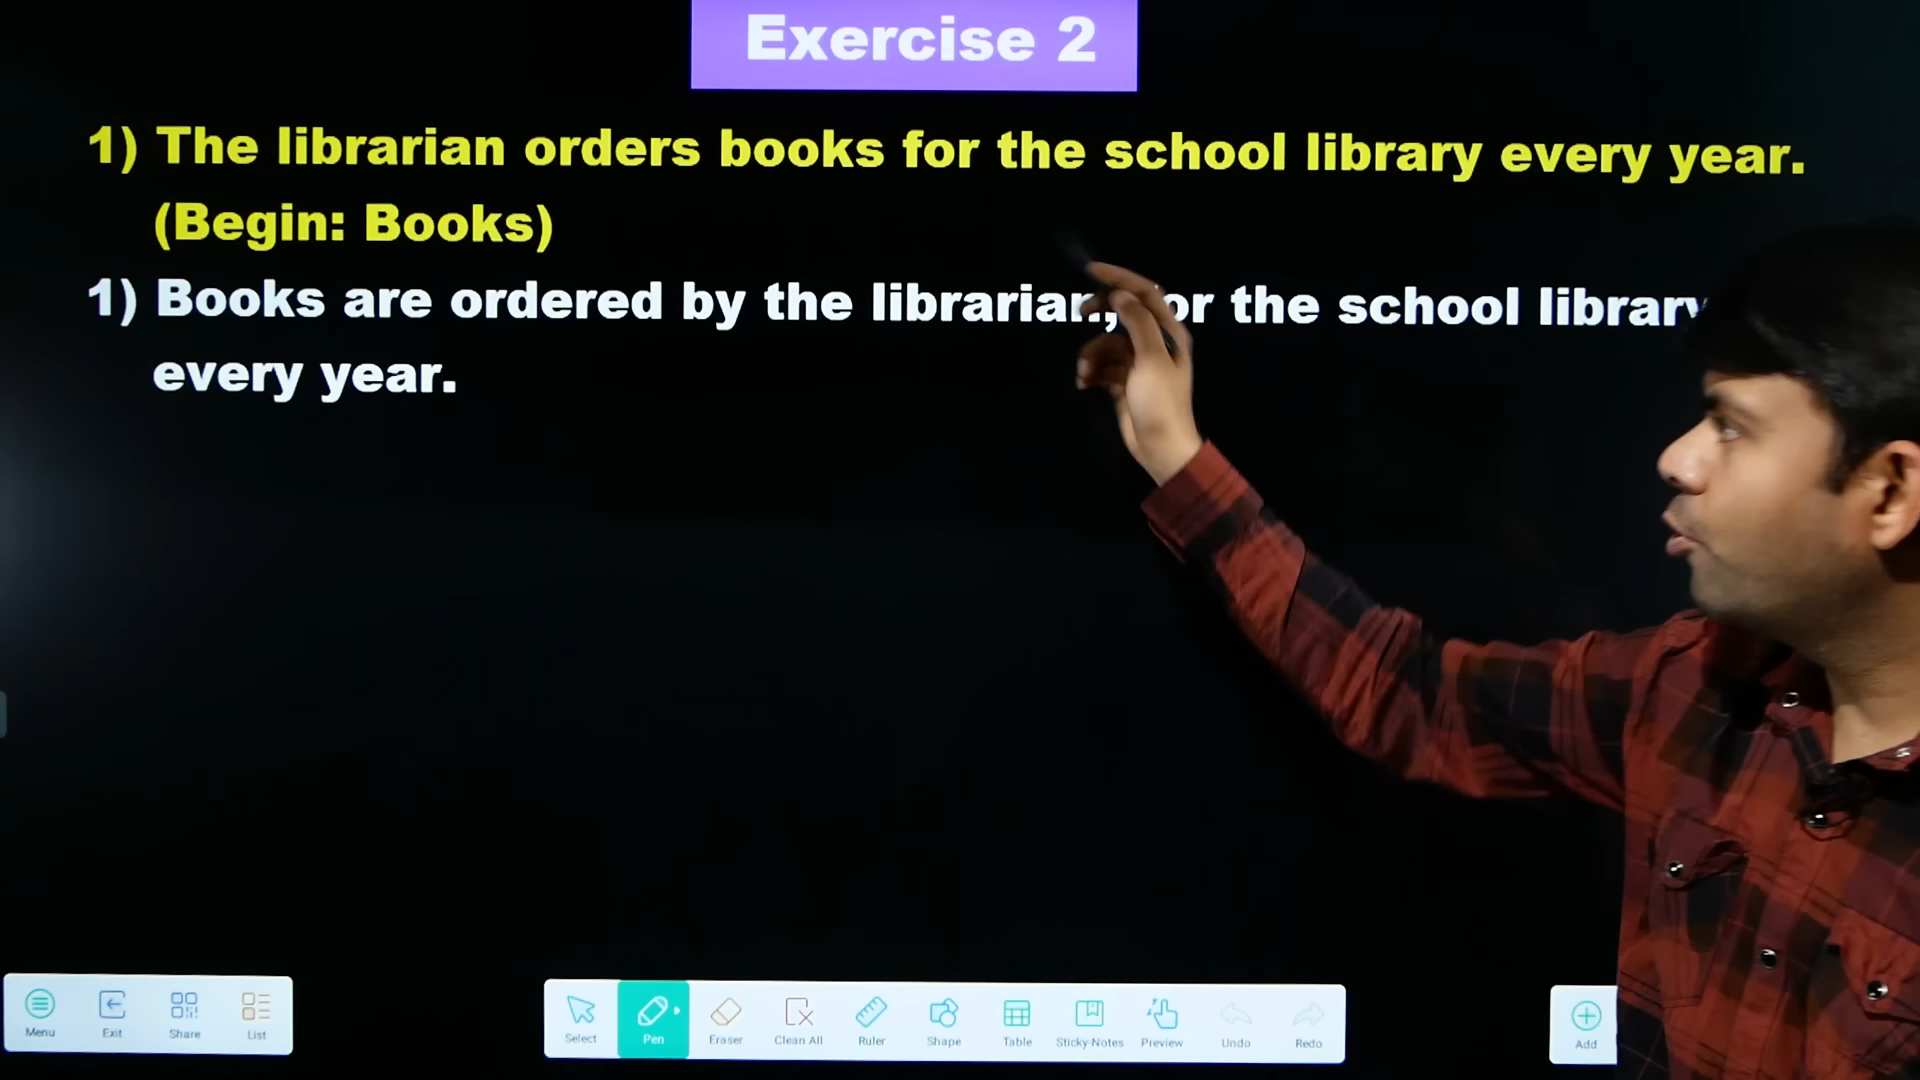 Exercise 2
1) The librarian orders books for the school library every year.
(Begin: Books)
1) Books are ordered by the librarian, for the school library
every year.
Menu Exit Share List Select Pen Eraser Clean All Ruler Shape Table Sticky-Notes Preview Undo Redo Add